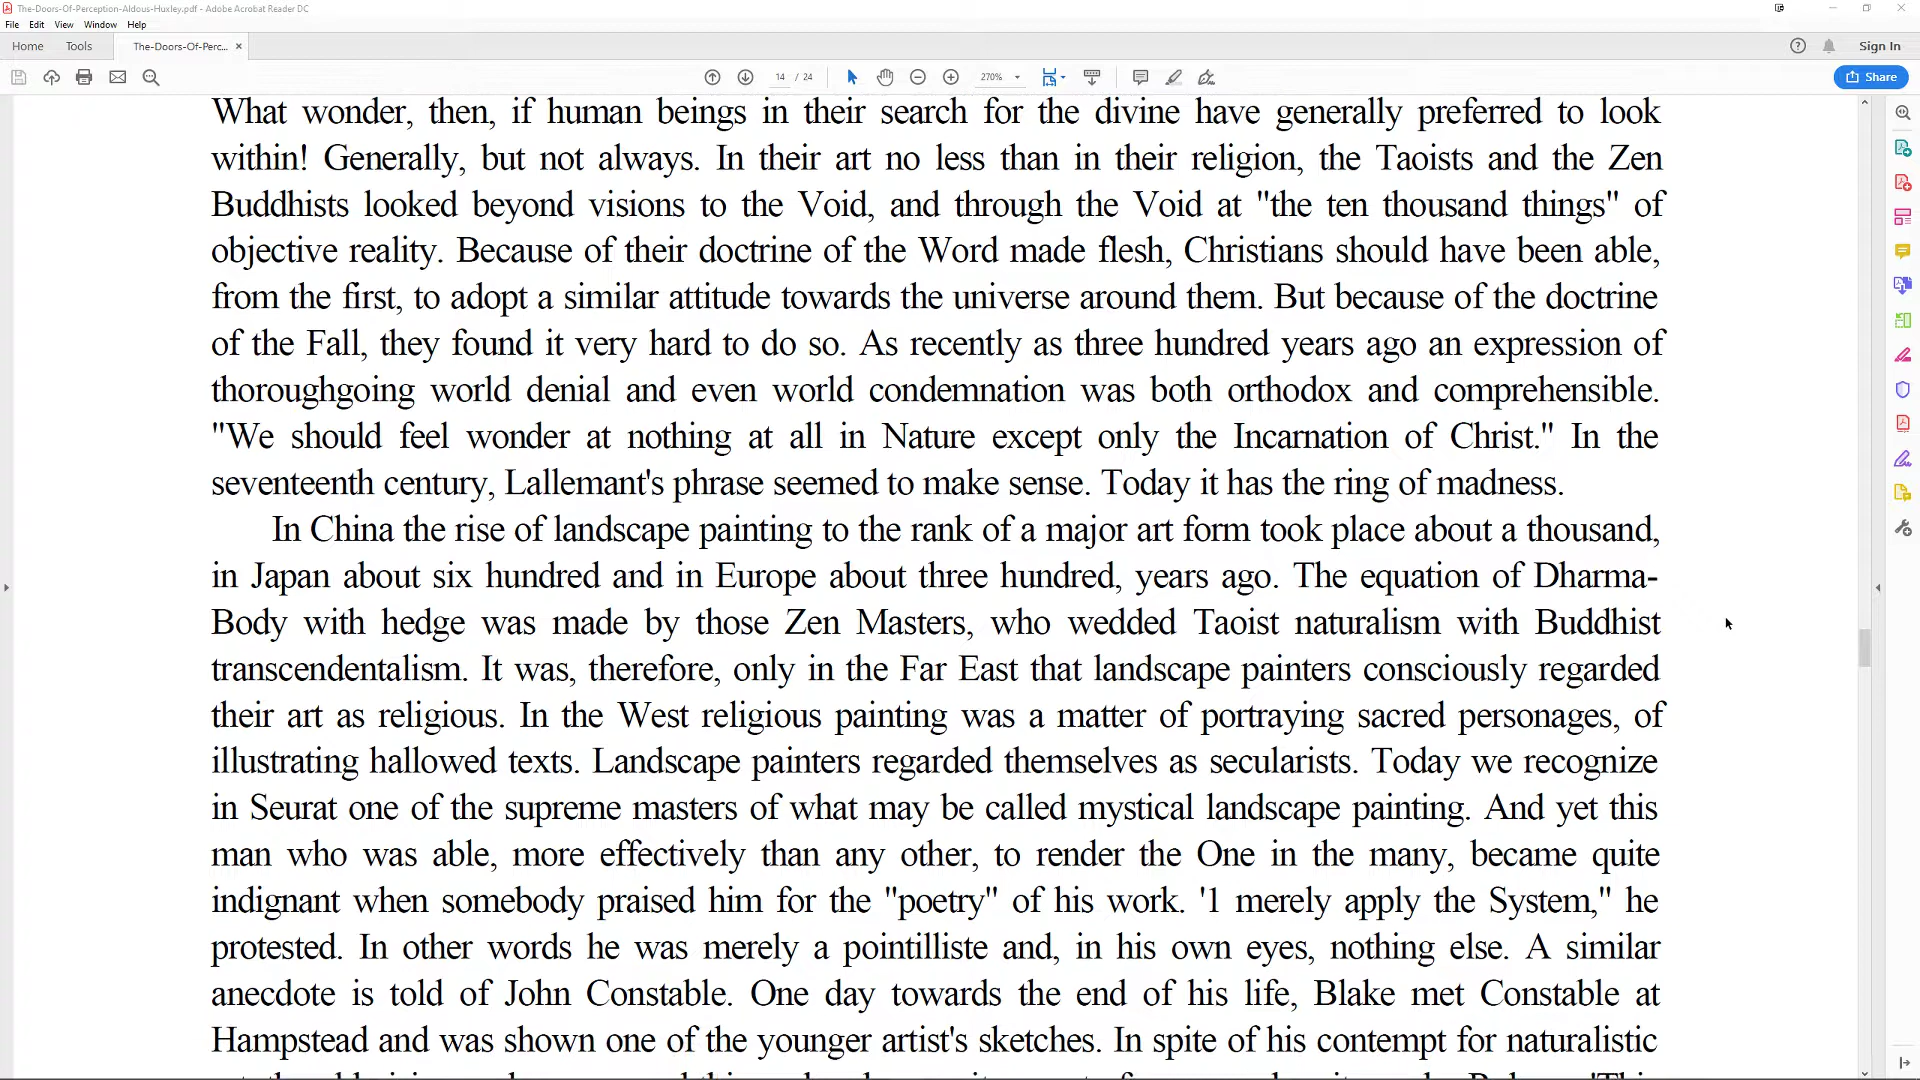 The-Doors-Of-Perception-Aldous-Huxley.pdf - Adobe Acrobat Reader DC
File Edit View Window Help
Home Tools The-Doors-Of-Perc... × Sign In
14 / 24 270% Share
What wonder, then, if human beings in their search for the divine have generally preferred to look
within! Generally, but not always. In their art no less than in their religion, the Taoists and the Zen
Buddhists looked beyond visions to the Void, and through the Void at "the ten thousand things" of
objective reality. Because of their doctrine of the Word made flesh, Christians should have been able,
from the first, to adopt a similar attitude towards the universe around them. But because of the doctrine
of the Fall, they found it very hard to do so. As recently as three hundred years ago an expression of
thoroughgoing world denial and even world condemnation was both orthodox and comprehensible.
"We should feel wonder at nothing at all in Nature except only the Incarnation of Christ." In the
seventeenth century, Lallemant's phrase seemed to make sense. Today it has the ring of madness.
In China the rise of landscape painting to the rank of a major art form took place about a thousand,
in Japan about six hundred and in Europe about three hundred, years ago. The equation of Dharma-
Body with hedge was made by those Zen Masters, who wedded Taoist naturalism with Buddhist
transcendentalism. It was, therefore, only in the Far East that landscape painters consciously regarded
their art as religious. In the West religious painting was a matter of portraying sacred personages, of
illustrating hallowed texts. Landscape painters regarded themselves as secularists. Today we recognize
in Seurat one of the supreme masters of what may be called mystical landscape painting. And yet this
man who was able, more effectively than any other, to render the One in the many, became quite
indignant when somebody praised him for the "poetry" of his work. '1 merely apply the System," he
protested. In other words he was merely a pointilliste and, in his own eyes, nothing else. A similar
anecdote is told of John Constable. One day towards the end of his life, Blake met Constable at
Hampstead and was shown one of the younger artist's sketches. In spite of his contempt for naturalistic